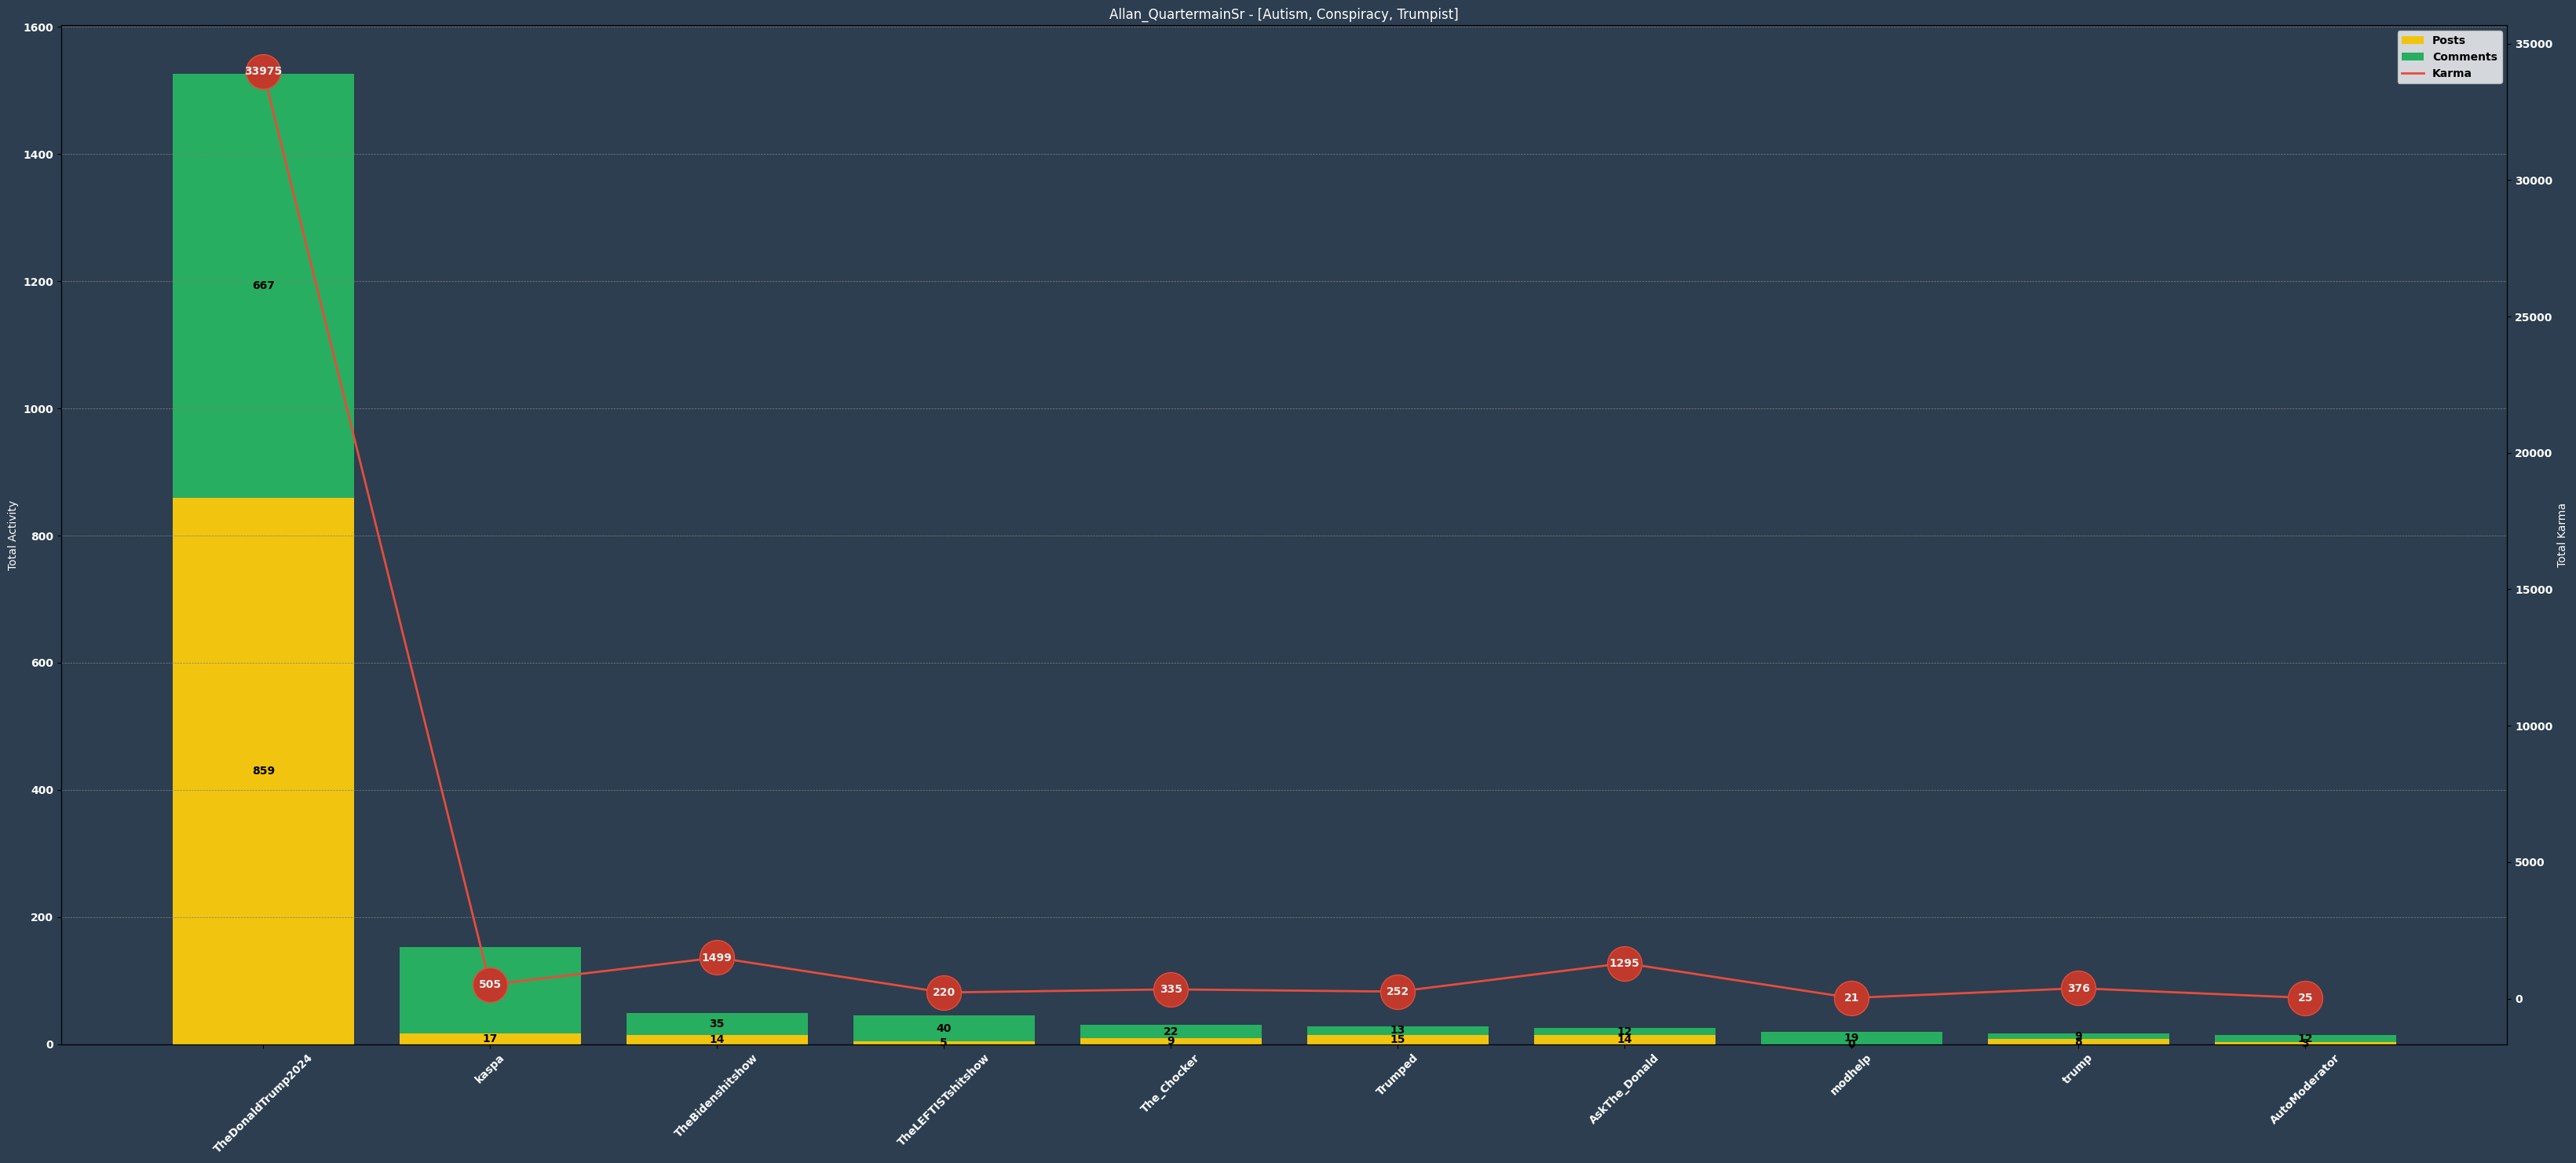 Allan_QuartermainSr - [Autism, Conspiracy, Trumpist]
Posts
Comments
Karma
Total Activity
1600
1400
1200
1000
800
600
400
200
0
Total Karma
35000
30000
25000
20000
15000
10000
5000
0
33975
667
859
505
17
1499
35
14
220
40
5
335
22
9
252
13
15
1295
12
14
21
19
0
376
9
8
25
12
TheDonaldTrump2024
kaspa
TheBidenshitshow
TheLEFTISTshitshow
The_Chocker
Trumped
AskThe_Donald
modhelp
trump
AutoModerator